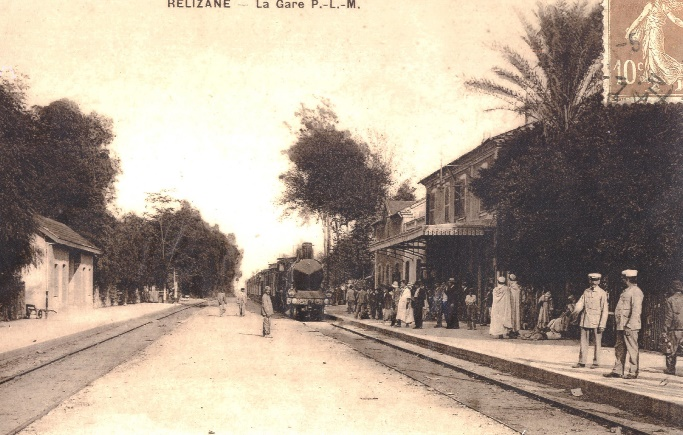 RELIZANE — La Gare P.-L.-M.
10c